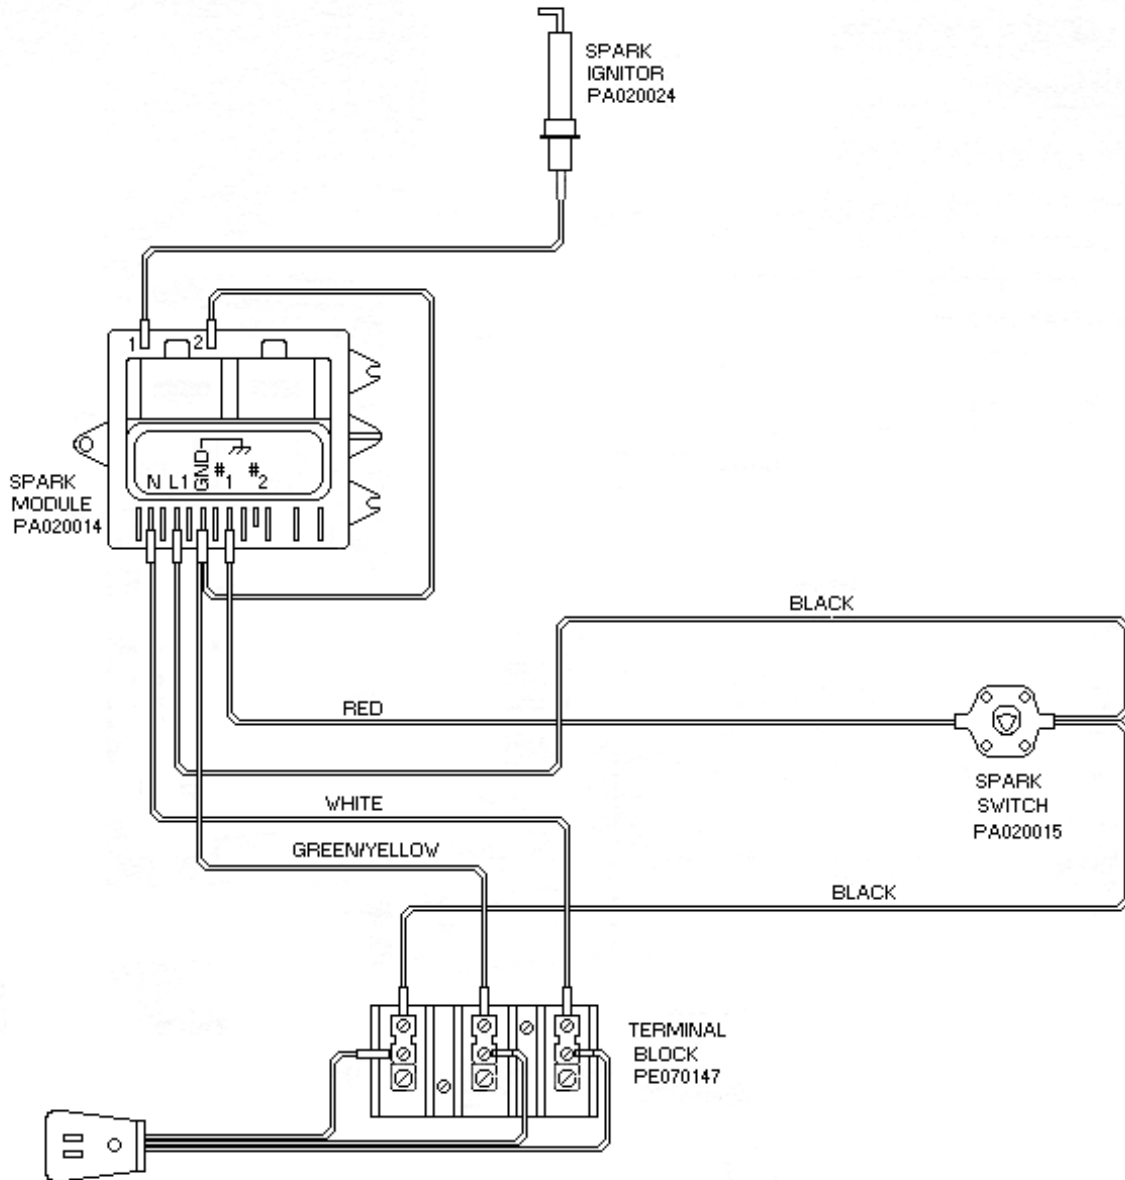 SPARK
IGNITOR
PA020024
1
2
GND
N L1 #1 #2
SPARK
MODULE
PA020014
BLACK
RED
SPARK
SWITCH
PA020015
WHITE
GREEN/YELLOW
BLACK
TERMINAL
BLOCK
PE070147